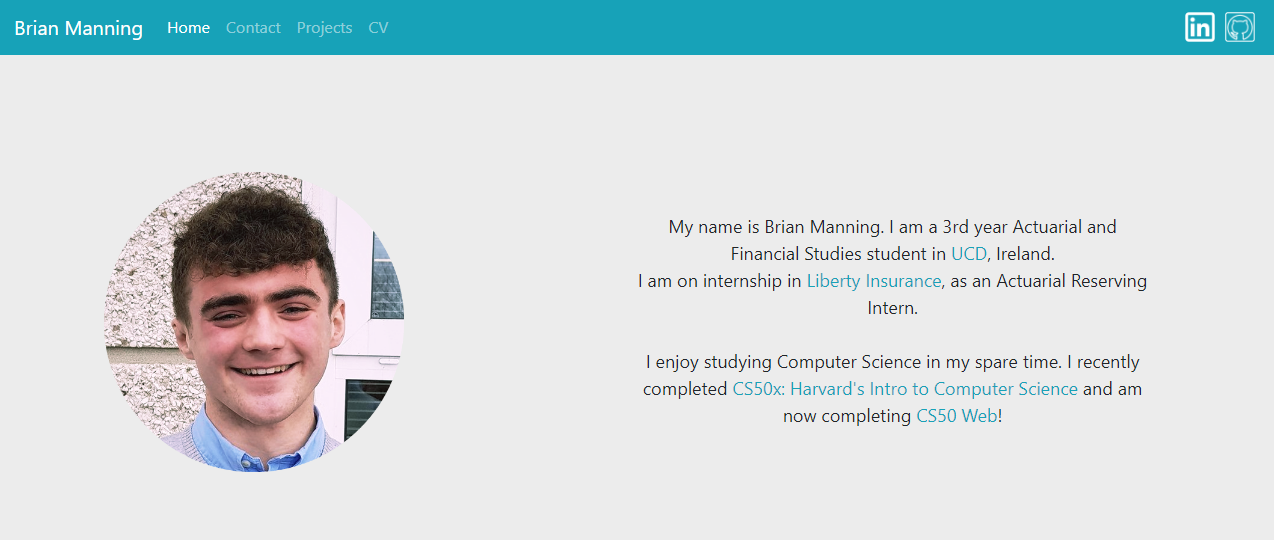 Brian Manning Home Contact Projects CV in
My name is Brian Manning. I am a 3rd year Actuarial and
Financial Studies student in UCD, Ireland.
I am on internship in Liberty Insurance, as an Actuarial Reserving
Intern.
I enjoy studying Computer Science in my spare time. I recently
completed CS50x: Harvard's Intro to Computer Science and am
now completing CS50 Web!